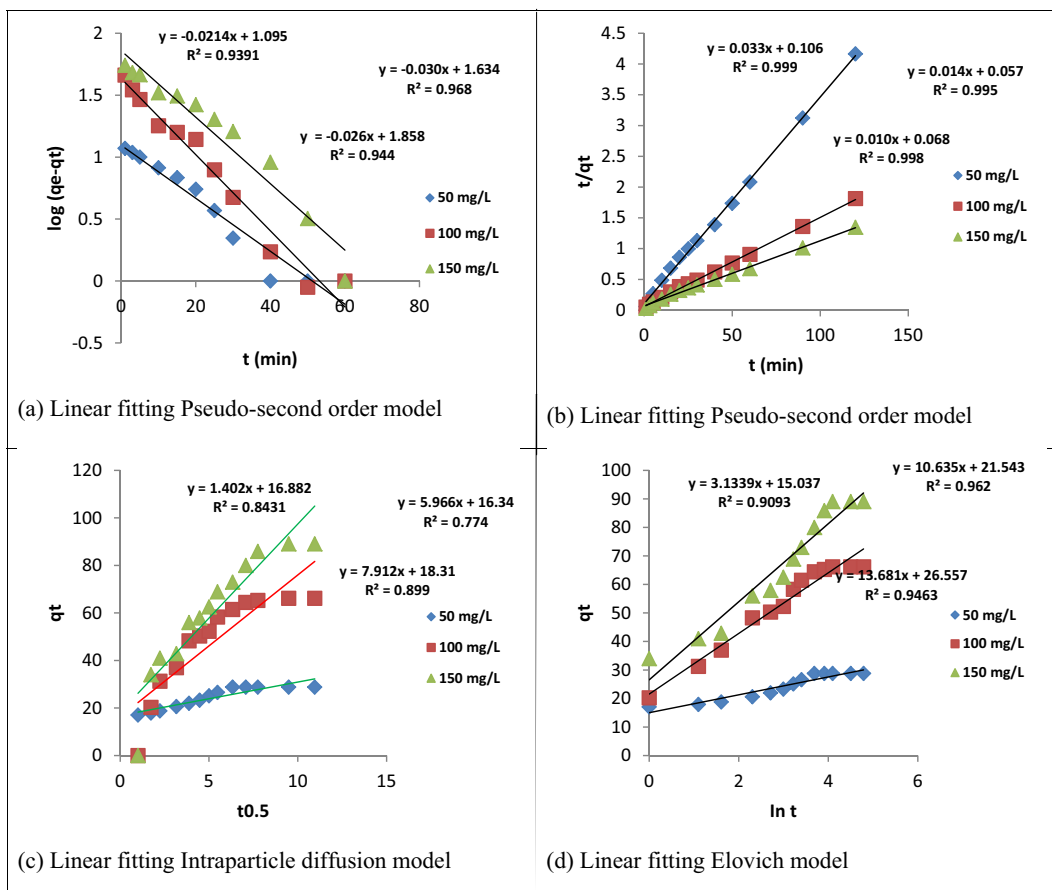 2
1.5
1
0.5
0
-0.5
0
20
40
60
80
log (qe-qt)
t (min)
y = -0.0214x + 1.095
R² = 0.9391
y = -0.030x + 1.634
R² = 0.968
y = -0.026x + 1.858
R² = 0.944
50 mg/L
100 mg/L
150 mg/L
(a) Linear fitting Pseudo-second order model
4.5
4
3.5
3
2.5
2
1.5
1
0.5
0
0
50
100
150
t/qt
t (min)
y = 0.033x + 0.106
R² = 0.999
y = 0.014x + 0.057
R² = 0.995
y = 0.010x + 0.068
R² = 0.998
50 mg/L
100 mg/L
150 mg/L
(b) Linear fitting Pseudo-second order model
120
100
80
60
40
20
0
0
5
10
15
qt
t0.5
y = 1.402x + 16.882
R² = 0.8431
y = 5.966x + 16.34
R² = 0.774
y = 7.912x + 18.31
R² = 0.899
50 mg/L
100 mg/L
150 mg/L
(c) Linear fitting Intraparticle diffusion model
100
90
80
70
60
50
40
30
20
10
0
0
2
4
6
qt
ln t
y = 3.1339x + 15.037
R² = 0.9093
y = 10.635x + 21.543
R² = 0.962
y = 13.681x + 26.557
R² = 0.9463
50 mg/L
100 mg/L
150 mg/L
(d) Linear fitting Elovich model